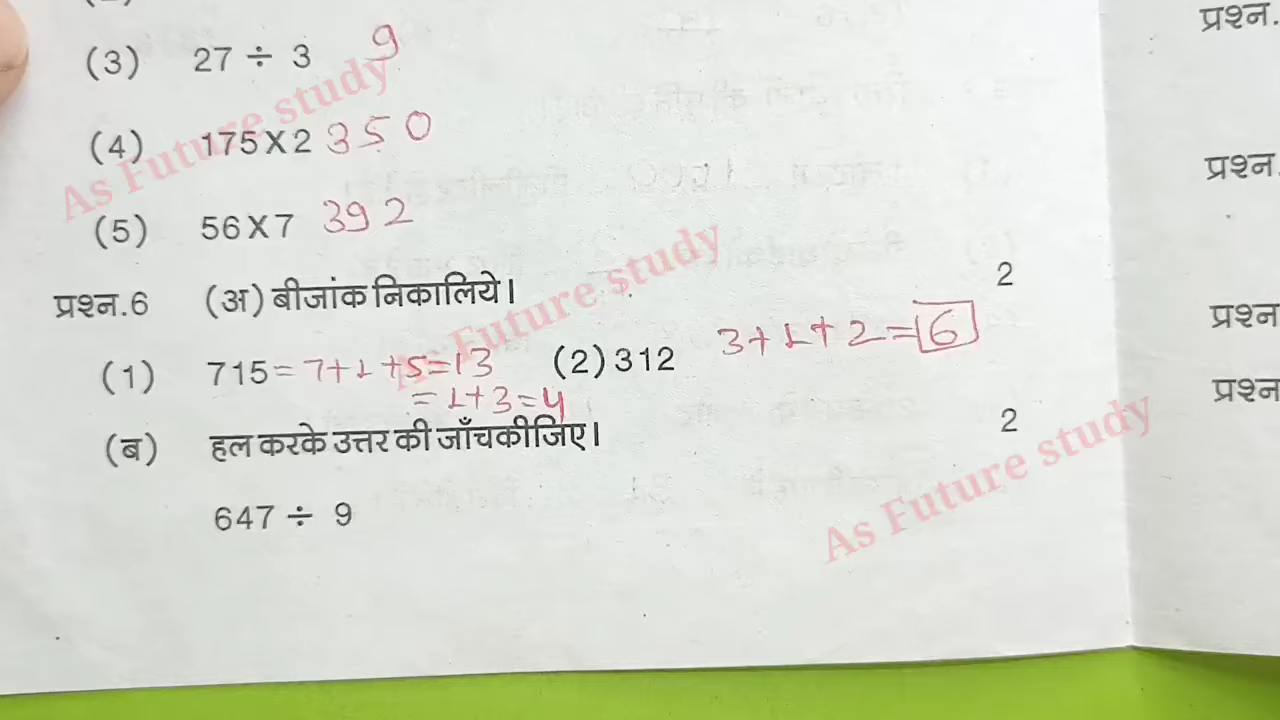 (3) 27 ÷ 3 9
(4) 175X2 350
(5) 56X7 392
प्रश्न.6 (अ) बीजांक निकालिये। 2
(1) 715 = 7+1+5=13 (2) 312 3+1+2=6
=1+3=4
(ब) हल करके उत्तर की जाँचकीजिए। 2
647 ÷ 9
As Future study
As Future study
As Future study
प्रश्न.
प्रश्न.
प्रश्न
प्रश्न